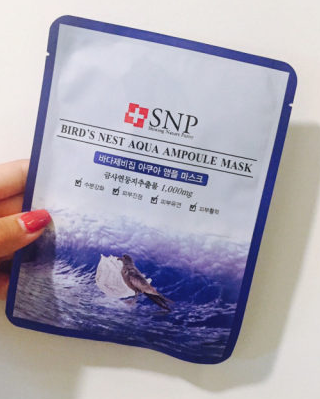 SNP
Shining Nature Purity
BIRD'S NEST AQUA AMPOULE MASK
바다제비집 아쿠아 앰플 마스크
금사연둥지추출물 1,000mg
수분강화 피부진정 피부유연 피부활력